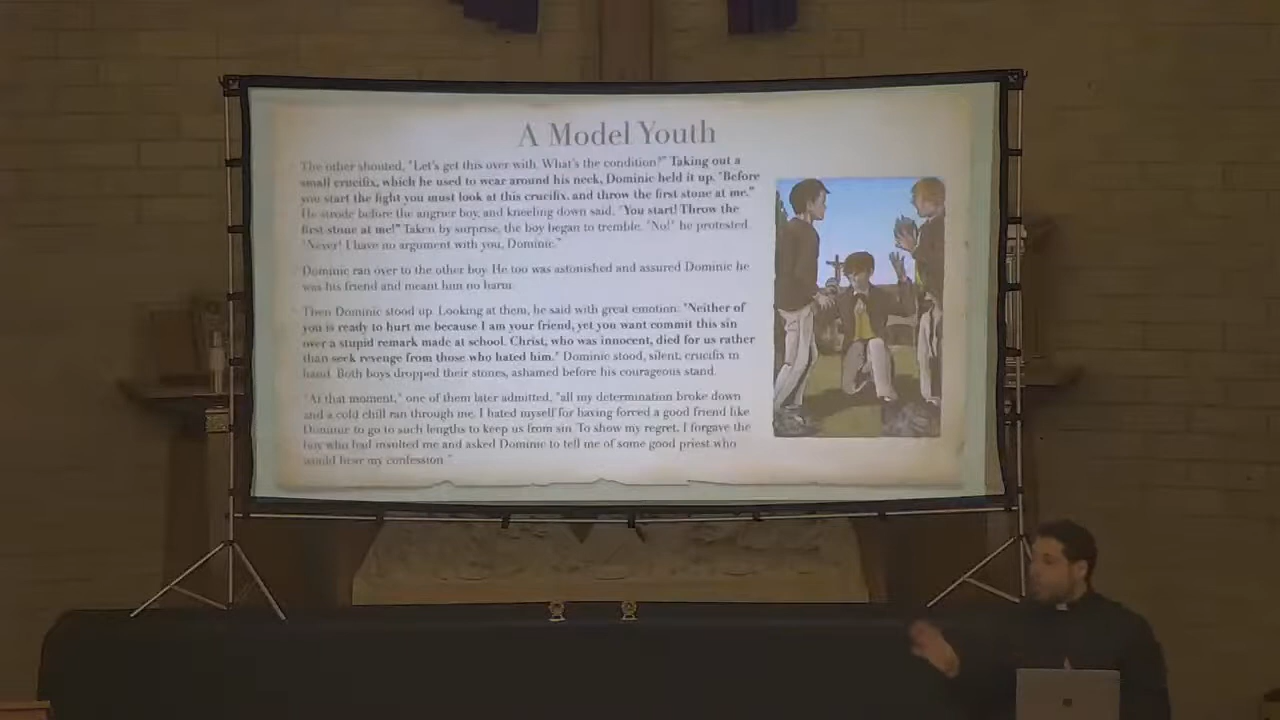 A Model Youth
The other shouted, "Let's get this over with. What's the condition?" Taking out a
small crucifix, which he used to wear around his neck, Dominic held it up. "Before
you start the fight you must look at this crucifix, and throw the first stone at me."
He strode before the angrier boy, and kneeling down said, "You start! Throw the
first stone at me!" Taken by surprise, the boy began to tremble. "No!" he protested.
"Never! I have no argument with you, Dominic."
Dominic ran over to the other boy. He too was astonished and assured Dominic he
was his friend and meant him no harm.
Then Dominic stood up. Looking at them, he said with great emotion. "Neither of
you is ready to hurt me because I am your friend, yet you want commit this sin
over a stupid remark made at school. Christ, who was innocent, died for us rather
than seek revenge from those who hated him." Dominic stood, silent, crucifix in
hand. Both boys dropped their stones, ashamed before his courageous stand.
"At that moment," one of them later admitted, "all my determination broke down
and a cold chill ran through me. I hated myself for having forced a good friend like
Dominic to go to such lengths to keep us from sin. To show my regret, I forgave the
boy who had insulted me and asked Dominic to tell me of some good priest who
would hear my confession."